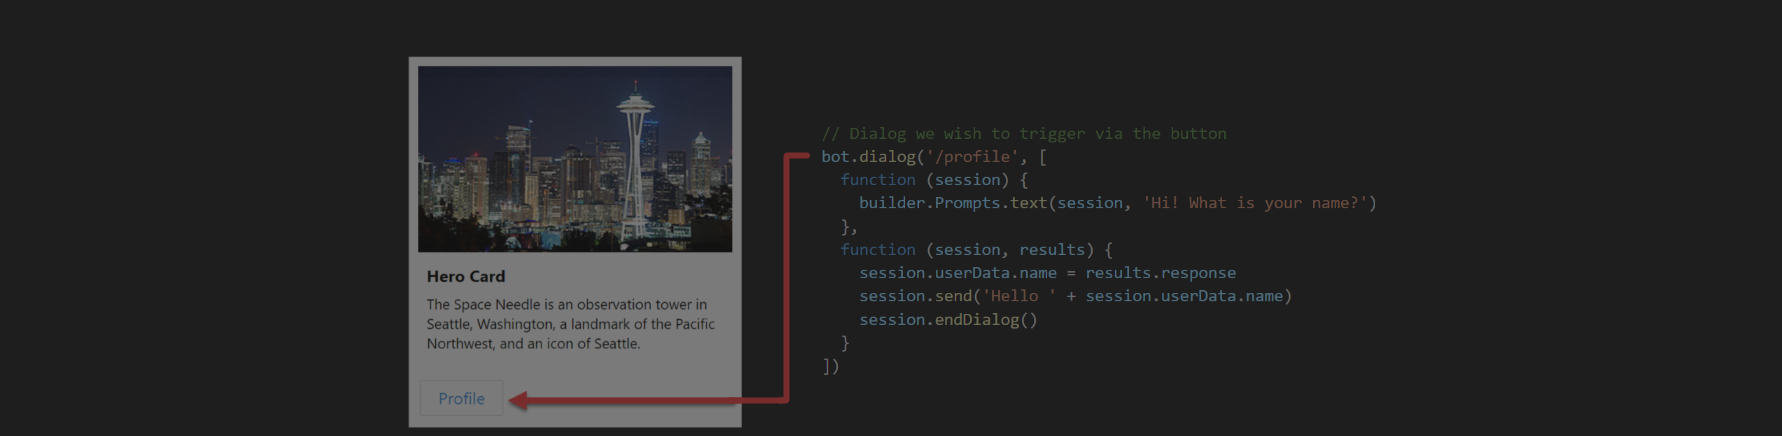 Hero Card
The Space Needle is an observation tower in
Seattle, Washington, a landmark of the Pacific
Northwest, and an icon of Seattle.
Profile
// Dialog we wish to trigger via the button
bot.dialog('/profile', [
  function (session) {
    builder.Prompts.text(session, 'Hi! What is your name?')
  },
  function (session, results) {
    session.userData.name = results.response
    session.send('Hello ' + session.userData.name)
    session.endDialog()
  }
])